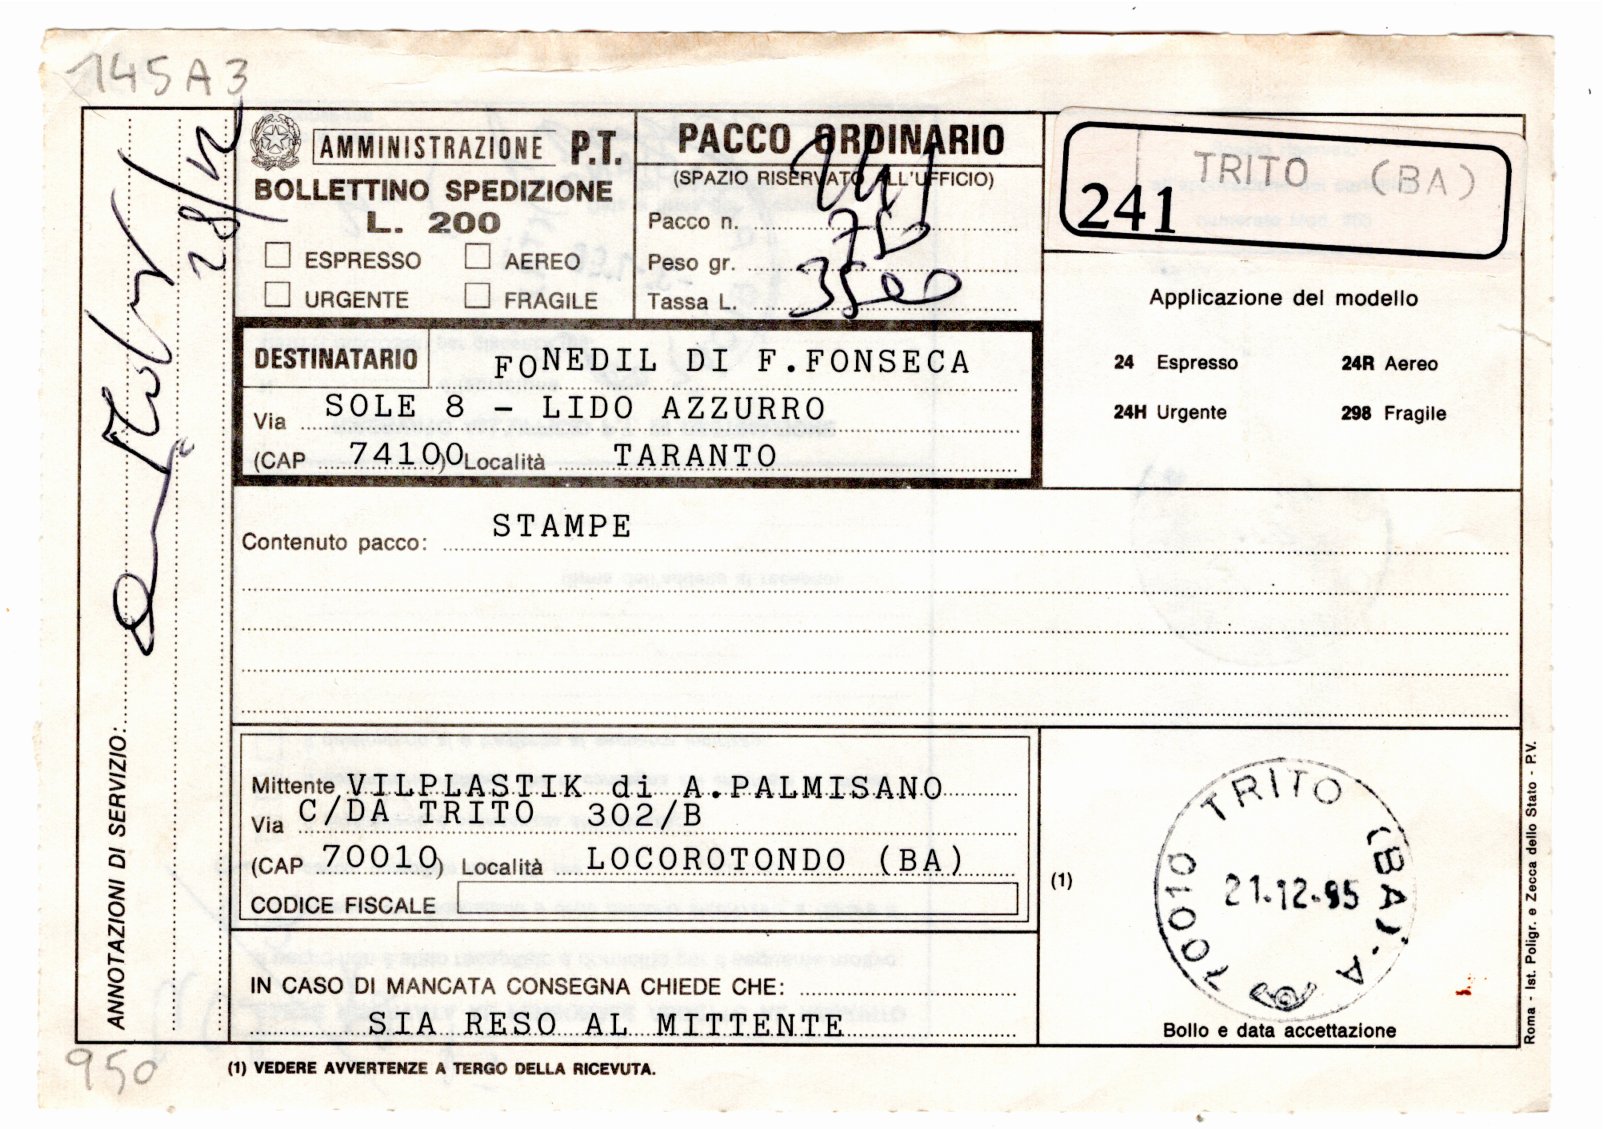 145A3
AMMINISTRAZIONE P.T.
BOLLETTINO SPEDIZIONE
L. 200
ESPRESSO AEREO
URGENTE FRAGILE
PACCO ORDINARIO
(SPAZIO RISERVATO ALL'UFFICIO)
Pacco n. 241
Peso gr.
Tassa L. 3500
241 TRITO (BA)
Applicazione del modello
24 Espresso 24R Aereo
24H Urgente 298 Fragile
DESTINATARIO FONEDIL DI F.FONSECA
Via SOLE 8 - LIDO AZZURRO
(CAP 74100) Località TARANTO
Contenuto pacco: STAMPE
ANNOTAZIONI DI SERVIZIO:
28/12
Mittente VILPLASTIK di A.PALMISANO
Via C/DA TRITO 302/B
(CAP 70010) Località LOCOROTONDO (BA)
CODICE FISCALE
IN CASO DI MANCATA CONSEGNA CHIEDE CHE:
SIA RESO AL MITTENTE
(1)
70010 TRITO (BA)-A
21.12.95
Bollo e data accettazione
Roma - Ist. Poligr. e Zecca dello Stato - P.V.
950
(1) VEDERE AVVERTENZE A TERGO DELLA RICEVUTA.